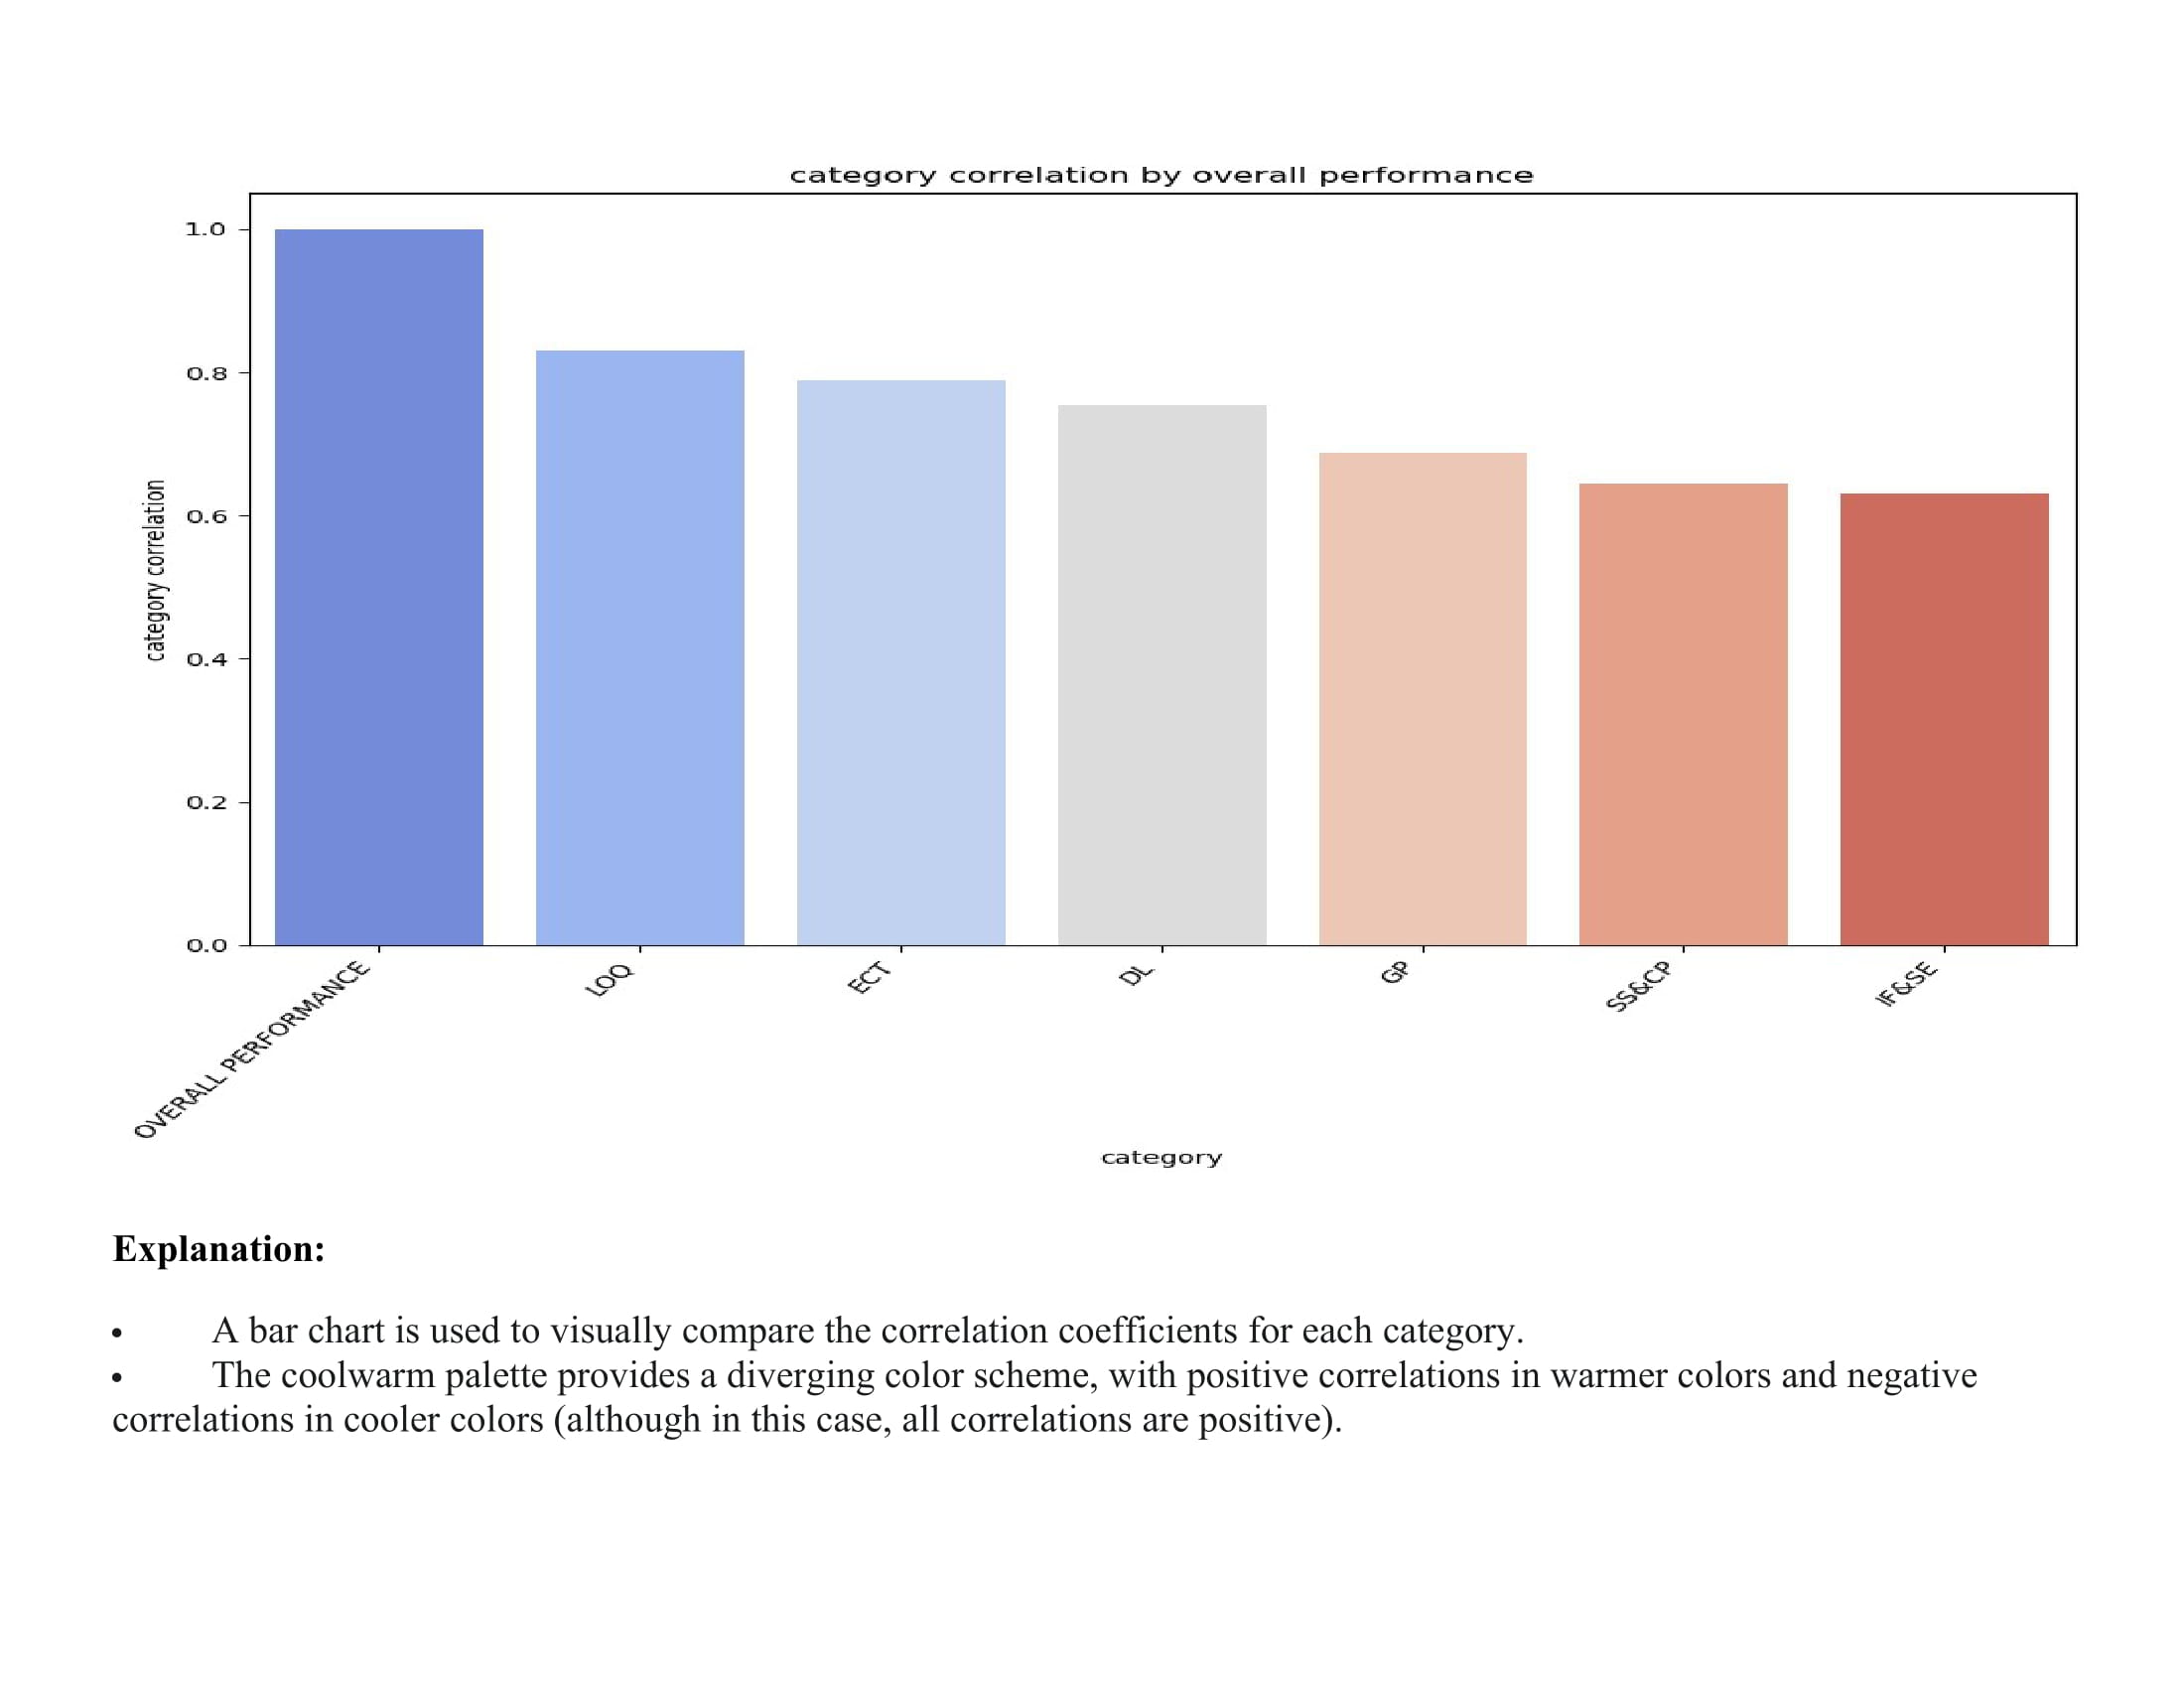 category correlation by overall performance
1.0
0.8
0.6
0.4
0.2
0.0
category correlation
OVERALL PERFORMANCE
LOQ
ECT
DL
GP
SS&CP
IF&SE
category
Explanation:
• A bar chart is used to visually compare the correlation coefficients for each category.
• The coolwarm palette provides a diverging color scheme, with positive correlations in warmer colors and negative
correlations in cooler colors (although in this case, all correlations are positive).